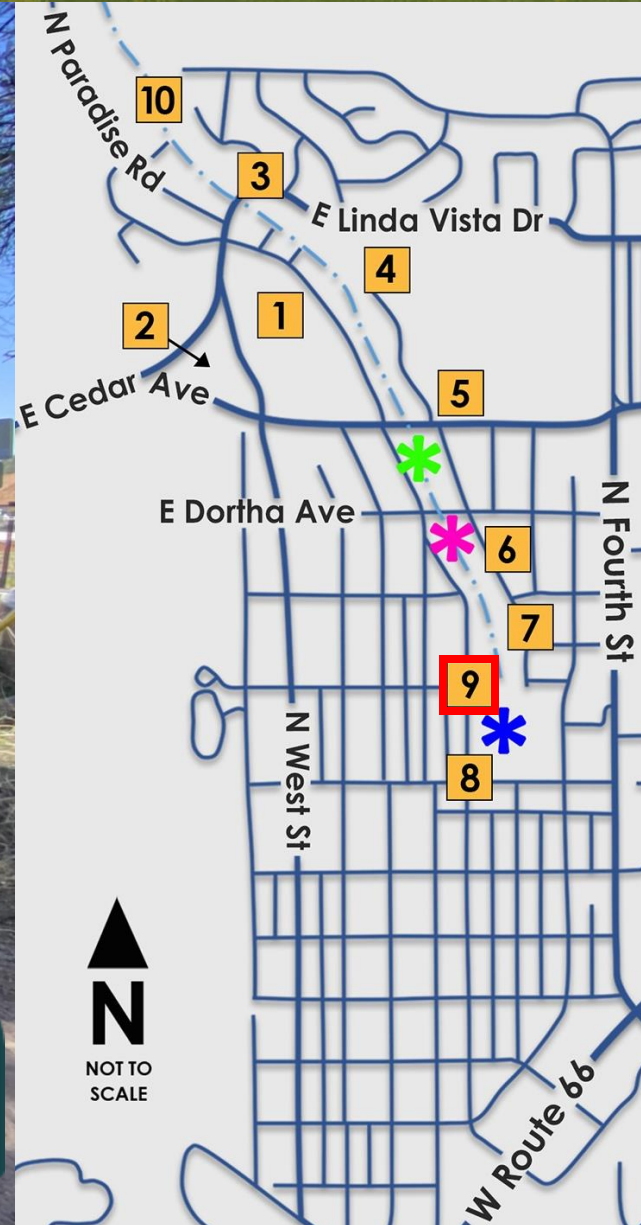 N Paradise Rd
10
3
E Linda Vista Dr
4
1
2
E Cedar Ave
5
E Dortha Ave
N Fourth St
6
7
9
N West St
8
N
NOT TO
SCALE
W Route 66